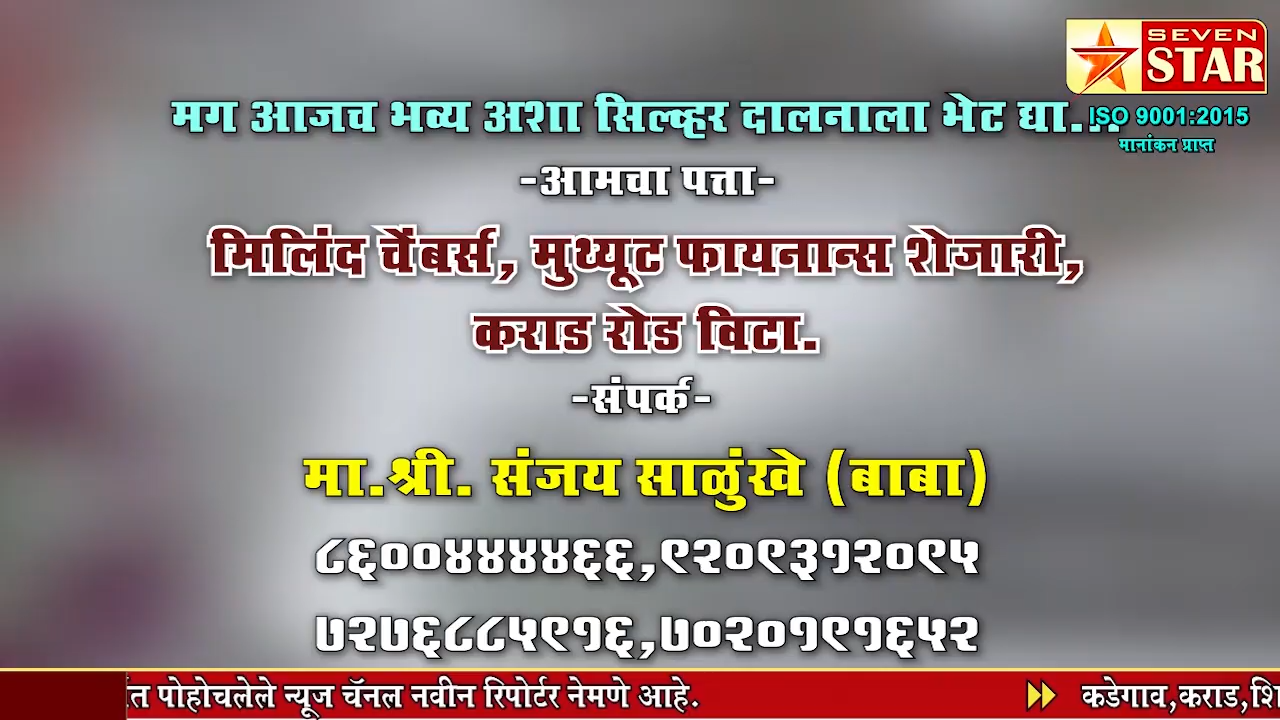 SEVEN
STAR
ISO 9001:2015
मानांकन प्राप्त
मग आजच भव्य अशा सिल्व्हर दालनाला भेट द्या...
-आमचा पत्ता-
मिलिंद चेंबर्स, मुथ्यूट फायनान्स शेजारी,
कराड रोड विटा.
-संपर्क-
मा.श्री. संजय साळुंखे (बाबा)
८६००४४४४६६,९२०९३१२०९५
७२७६८८५९१६,७०२०१९१६५२
पोहोचलेले न्यूज चॅनल नवीन रिपोर्टर नेमणे आहे. कडेगाव,कराड,